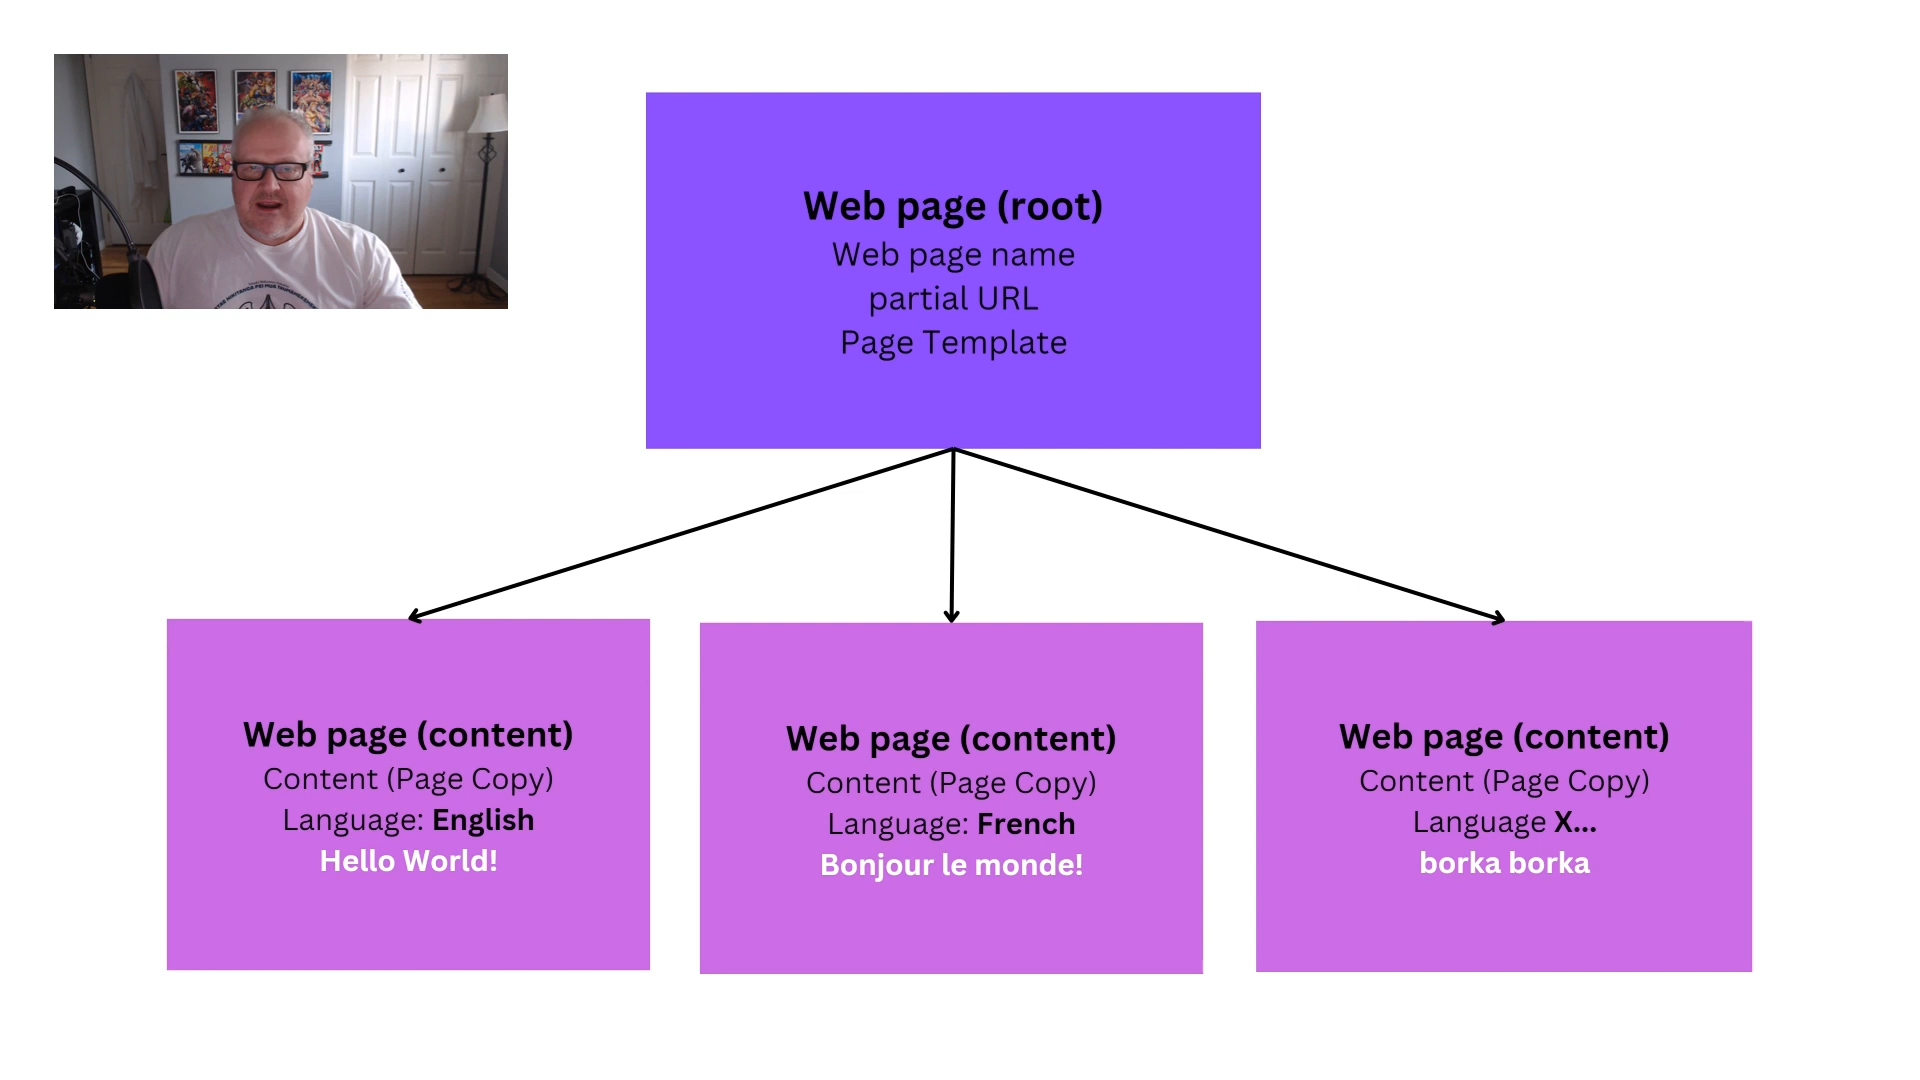 Web page (root)
Web page name
partial URL
Page Template
Web page (content)
Content (Page Copy)
Language: English
Hello World!
Web page (content)
Content (Page Copy)
Language: French
Bonjour le monde!
Web page (content)
Content (Page Copy)
Language X...
borka borka